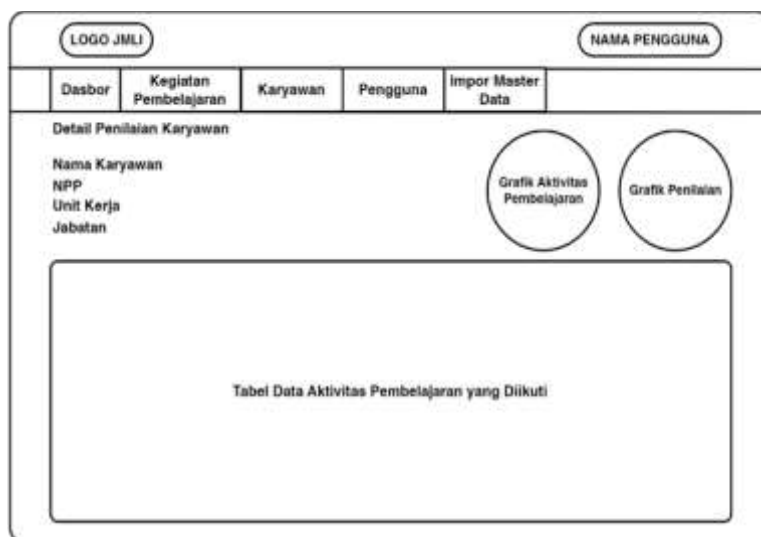 LOGO JMLI
NAMA PENGGUNA
Dasbor
Kegiatan
Pembelajaran
Karyawan
Pengguna
Impor Master
Data
Detail Penilaian Karyawan
Nama Karyawan
NPP
Unit Kerja
Jabatan
Grafik Aktivitas
Pembelajaran
Grafik Penilaian
Tabel Data Aktivitas Pembelajaran yang Diikuti